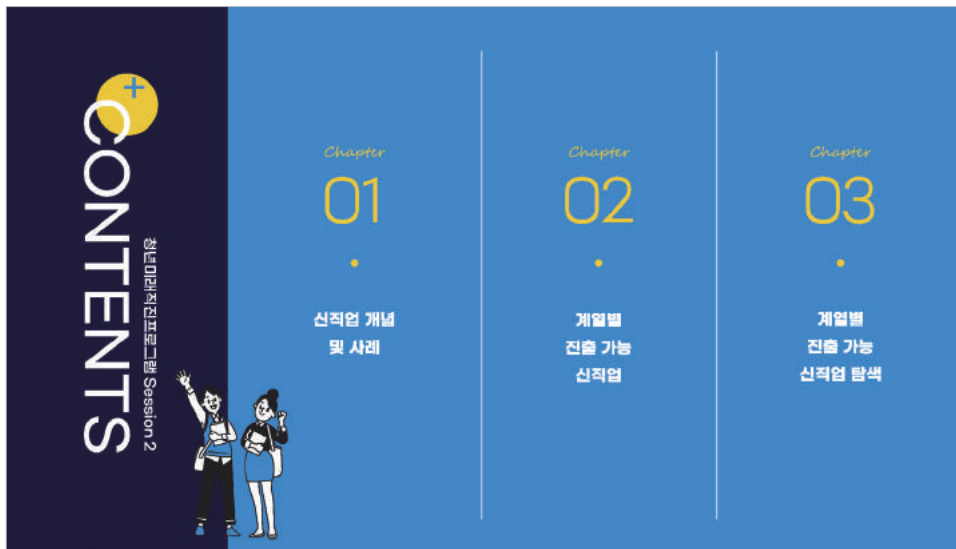 CONTENTS
청년미래직진프로그램 Session 2
Chapter
01
신직업 개념
및 사례
Chapter
02
계열별
진출 가능
신직업
Chapter
03
계열별
진출 가능
신직업 탐색